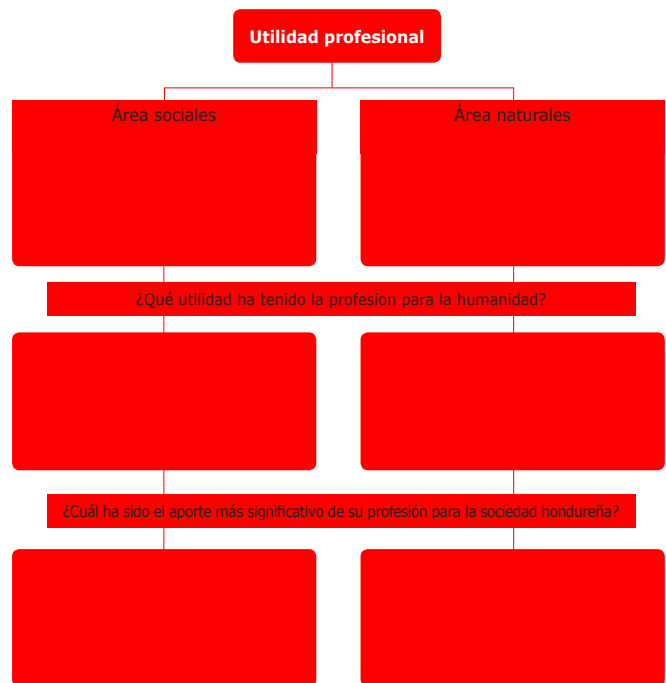 Utilidad profesional
Área sociales
Área naturales
¿Qué utilidad ha tenido la profesion para la humanidad?
¿Cuál ha sido el aporte más significativo de su profesión para la sociedad hondureña?